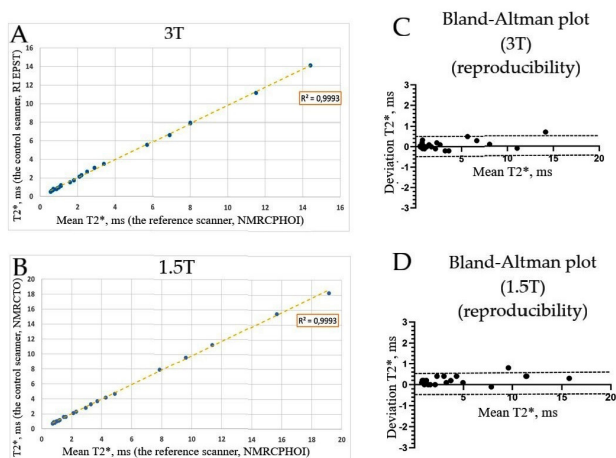 A
3T
T2*, ms (the control scanner, RI EPST)
16
14
12
10
8
6
4
2
0
R² = 0,9993
0 2 4 6 8 10 12 14 16
Mean T2*, ms (the reference scanner, NMRCPHOI)
B
1.5T
T2*, ms (the control scanner, NMRCTO)
20
18
16
14
12
10
8
6
4
2
0
R² = 0,9993
0 2 4 6 8 10 12 14 16 18 20
Mean T2*, ms (the reference scanner, NMRCPHOI)
C
Bland-Altman plot
(3T)
(reproducibility)
Deviation T2*, ms
3
2
1
0
-1
-2
-3
5 10 15 20
Mean T2*, ms
D
Bland-Altman plot
(1.5T)
(reproducibility)
Deviation T2*, ms
3
2
1
0
-1
-2
-3
5 10 15 20
Mean T2*, ms